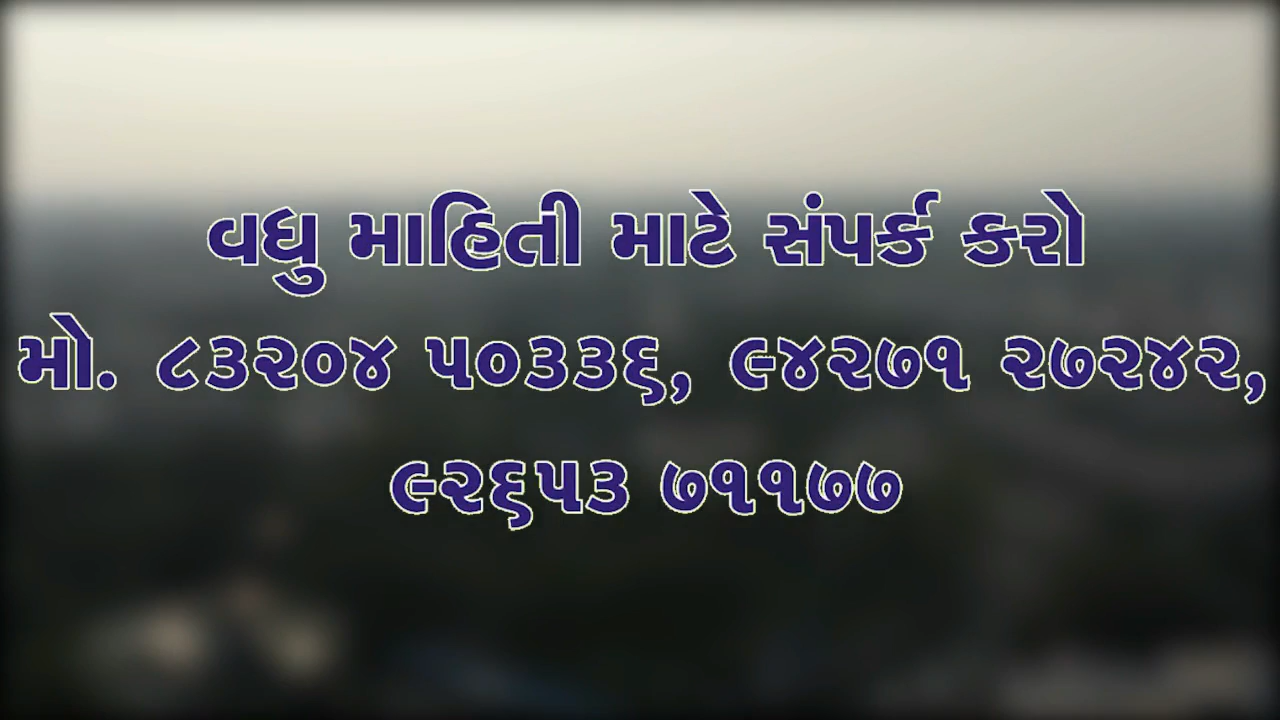 વધુ માહિતી માટે સંપર્ક કરો
મો. ૮૩૨૦૪ ૫૦૩૩૬, ૯૪૨૭૧ ૨૭૨૪૨,
૯૨૬૫૩ ૭૧૧૭૭